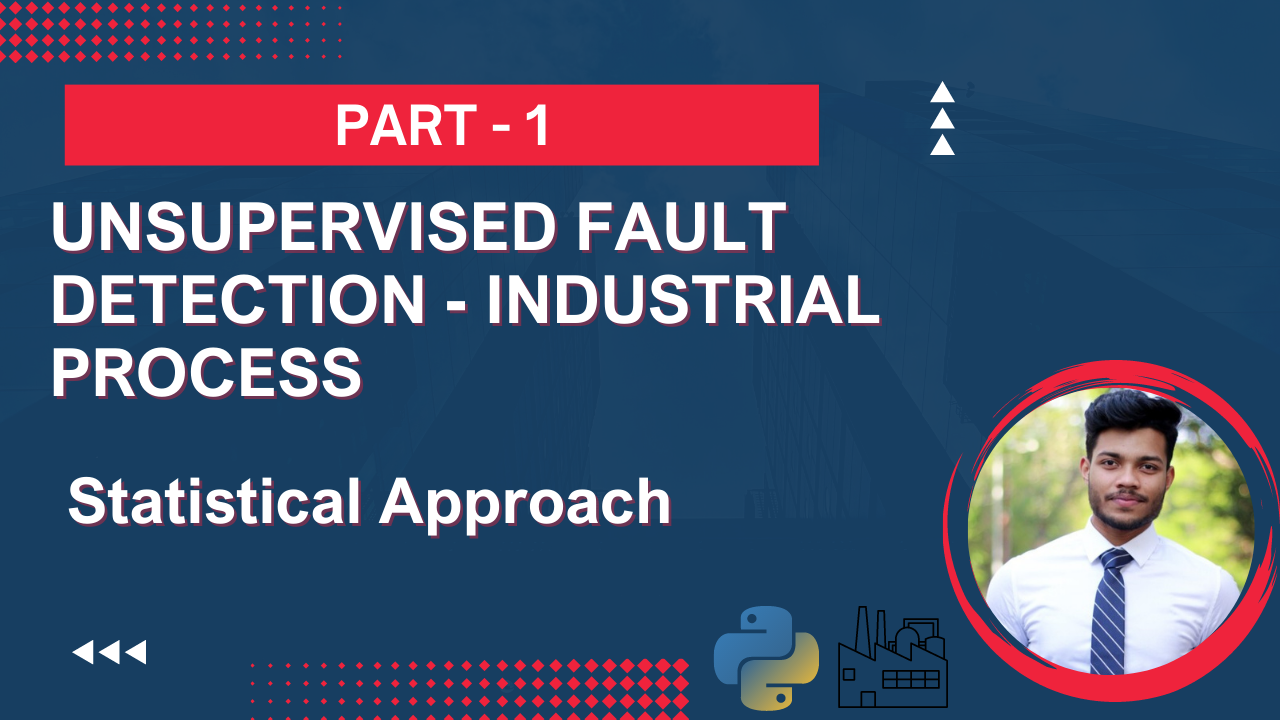 PART - 1
UNSUPERVISED FAULT
DETECTION - INDUSTRIAL
PROCESS
Statistical Approach